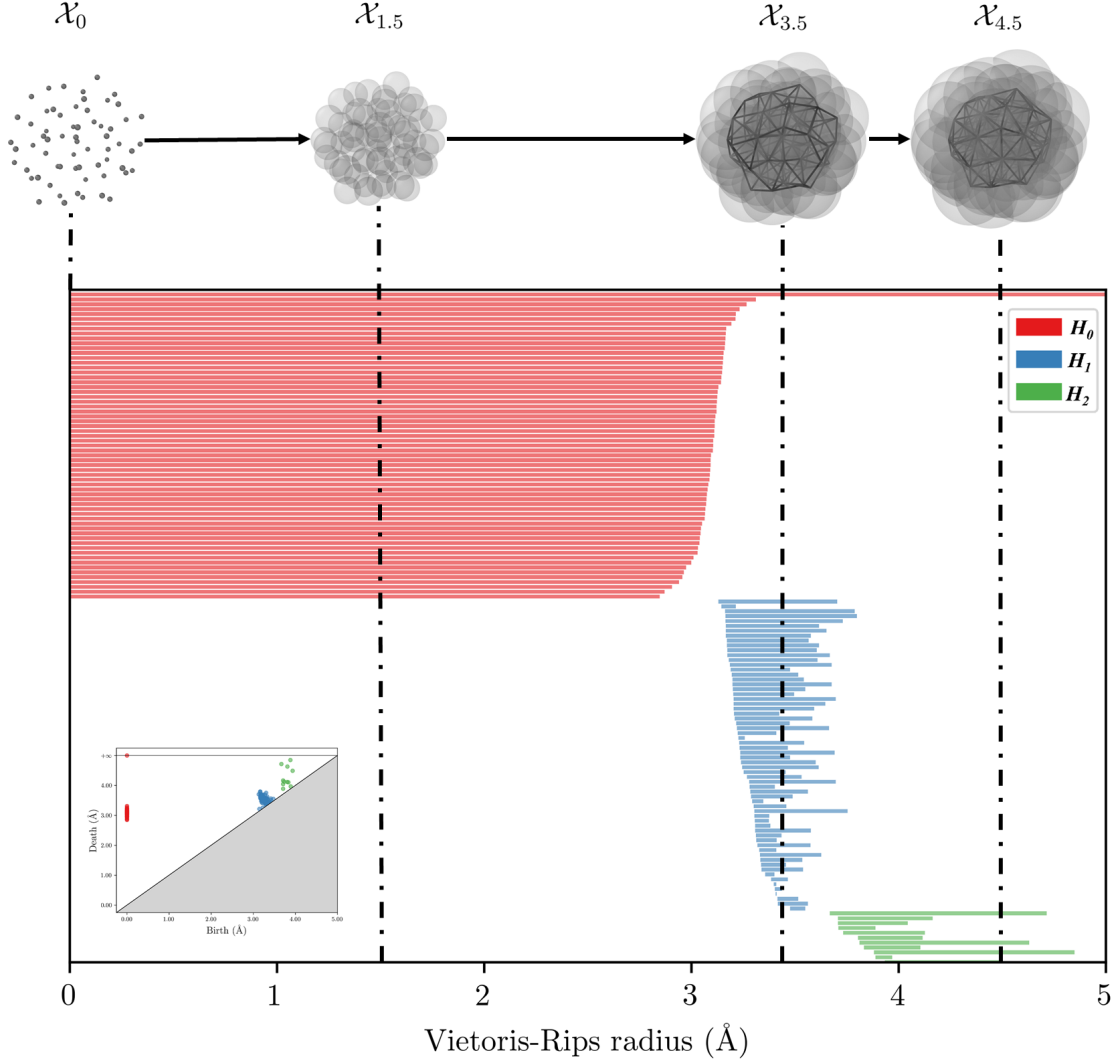 𝒳₀ 𝒳₁.₅ 𝒳₃.₅ 𝒳₄.₅
H₀
H₁
H₂
+∞
4.00
3.00
2.00
1.00
0.00
Death (Å)
0.00 1.00 2.00 3.00 4.00 5.00
Birth (Å)
0 1 2 3 4 5
Vietoris-Rips radius (Å)